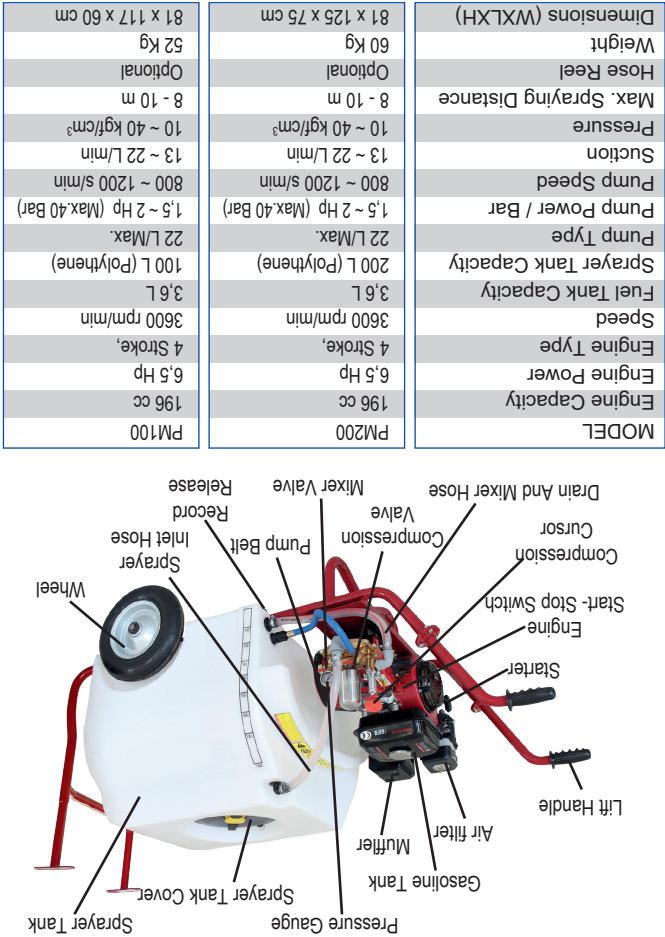 Pressure Gauge
Sprayer Tank
Sprayer Tank Cover
Gasoline Tank
Muffler
Air filter
Lift Handle
Starter
Engine
Start- Stop Switch
Compression
Cursor
Wheel
Sprayer
Inlet Hose
Pump Belt
Compression
Valve
Record
Release
Drain And Mixer Hose
Mixer Valve
MODEL PM200 PM100
Engine Capacity 196 cc 196 cc
Engine Power 6,5 Hp 6,5 Hp
Engine Type 4 Stroke, 4 Stroke,
Speed 3600 rpm/min 3600 rpm/min
Fuel Tank Capacity 3,6 L 3,6 L
Sprayer Tank Capacity 200 L (Polythene) 100 L (Polythene)
Pump Type 22 L/Max. 22 L/Max.
Pump Power / Bar 1,5 ~ 2 Hp (Max.40 Bar) 1,5 ~ 2 Hp (Max.40 Bar)
Pump Speed 800 ~ 1200 s/min 800 ~ 1200 s/min
Suction 13 ~ 22 L/min 13 ~ 22 L/min
Pressure 10 ~ 40 kgf/cm³ 10 ~ 40 kgf/cm³
Max. Spraying Distance 8 - 10 m 8 - 10 m
Hose Reel Optional Optional
Weight 60 Kg 52 Kg
Dimensions (WXLXH) 81 x 125 x 75 cm 81 x 117 x 60 cm